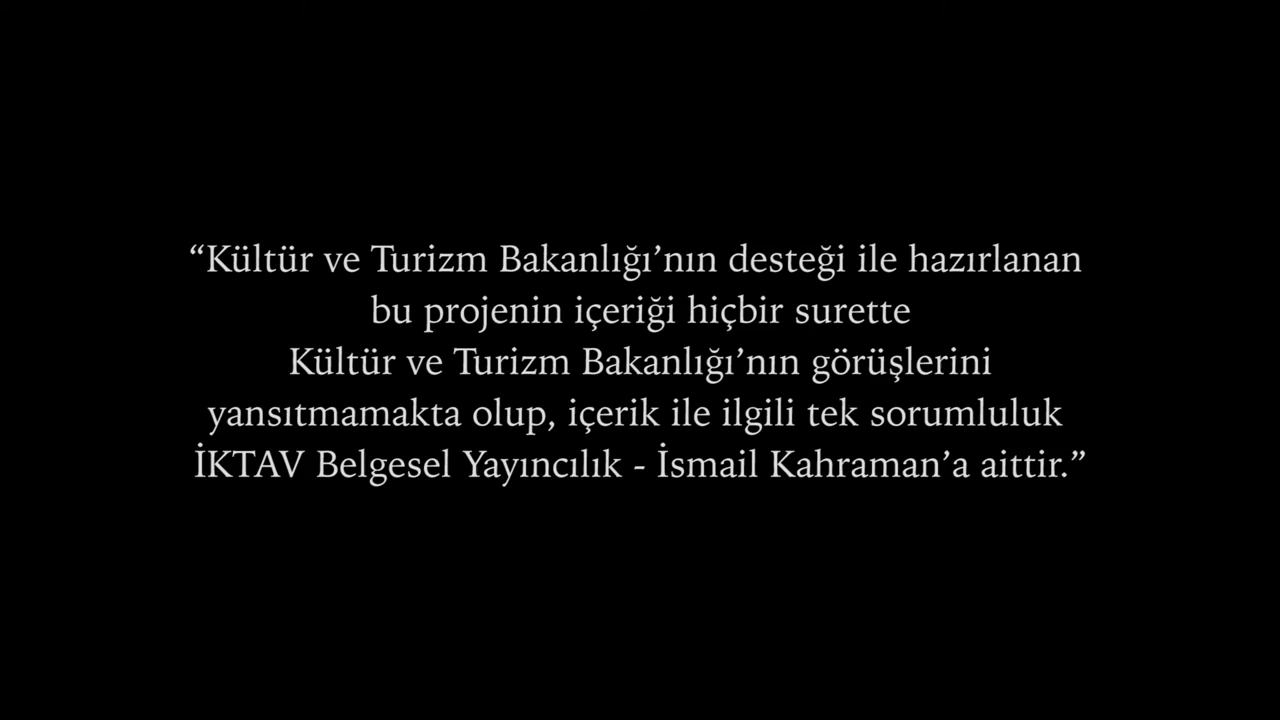 “Kültür ve Turizm Bakanlığı’nın desteği ile hazırlanan
bu projenin içeriği hiçbir surette
Kültür ve Turizm Bakanlığı’nın görüşlerini
yansıtmamakta olup, içerik ile ilgili tek sorumluluk
İKTAV Belgesel Yayıncılık - İsmail Kahraman’a aittir.”